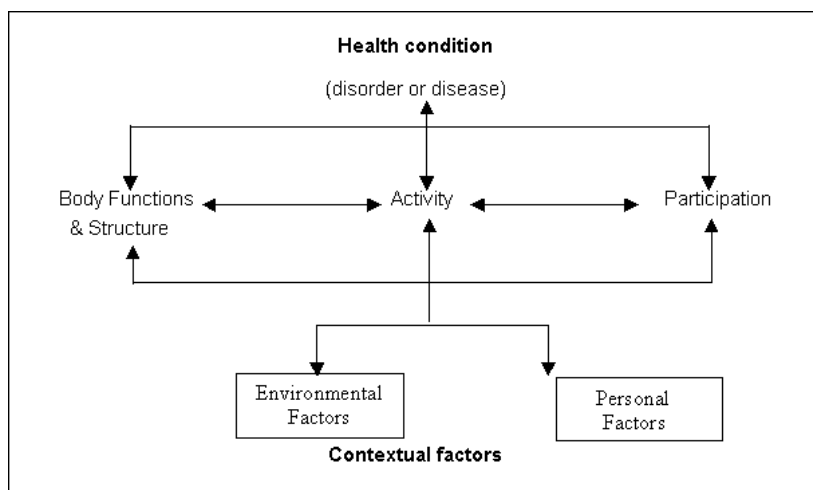 Health condition
(disorder or disease)
Body Functions
& Structure
Activity
Participation
Environmental
Factors
Personal
Factors
Contextual factors